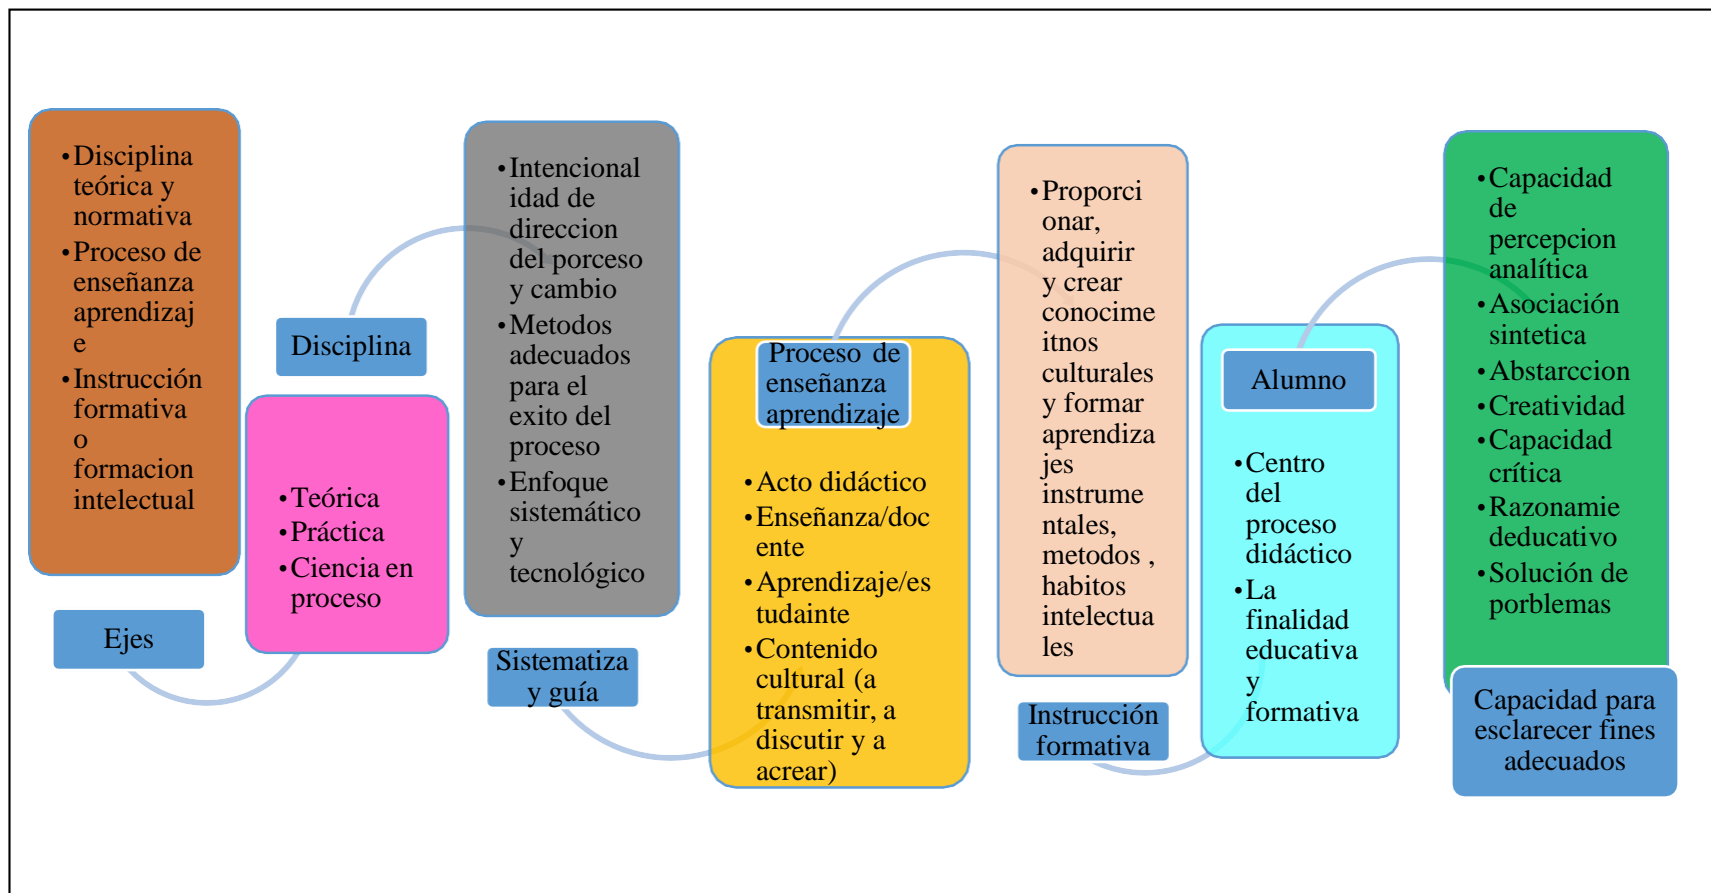 •Disciplina
teórica y
normativa
•Proceso de
enseñanza
aprendizaj
e
•Instrucción
formativa
o
formacion
intelectual
Ejes
Disciplina
•Teórica
•Práctica
•Ciencia en
proceso
•Intencional
idad de
direccion
del porceso
y cambio
•Metodos
adecuados
para el
exito del
proceso
•Enfoque
sistemático
y
tecnológico
Sistematiza
y guía
Proceso de
enseñanza
aprendizaje
•Acto didáctico
•Enseñanza/doc
ente
•Aprendizaje/es
tudainte
•Contenido
cultural (a
transmitir, a
discutir y a
acrear)
•Proporci
onar,
adquirir
y crear
conocime
itnos
culturales
y formar
aprendiza
jes
instrume
ntales,
metodos ,
habitos
intelectua
les
Instrucción
formativa
Alumno
•Centro
del
proceso
didáctico
•La
finalidad
educativa
y
formativa
•Capacidad
de
percepcion
analítica
•Asociación
sintetica
•Abstarccion
•Creatividad
•Capacidad
crítica
•Razonamie
deducativo
•Solución de
porblemas
Capacidad para
esclarecer fines
adecuados